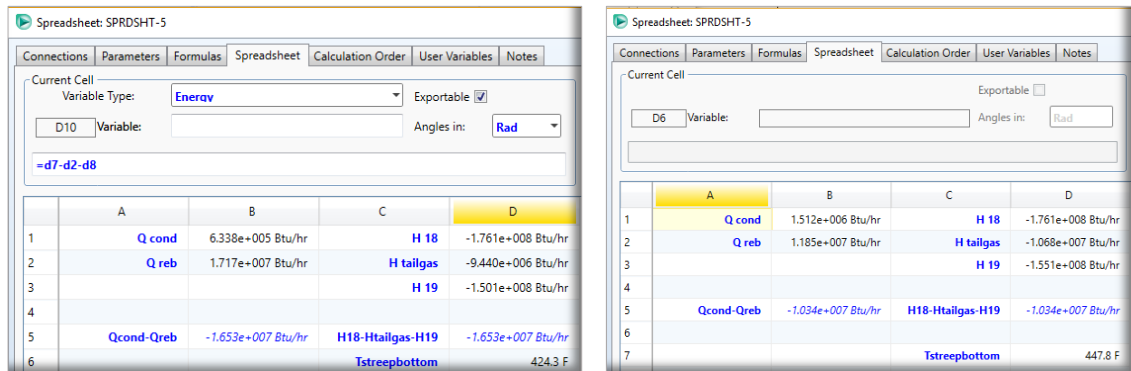 Spreadsheet: SPRDSHT-5
Connections Parameters Formulas Spreadsheet Calculation Order User Variables Notes
Current Cell
Variable Type: Energy Exportable
D10 Variable: Angles in: Rad
=d7-d2-d8
A B C D
1 Q cond 6.338e+005 Btu/hr H 18 -1.761e+008 Btu/hr
2 Q reb 1.717e+007 Btu/hr H tailgas -9.440e+006 Btu/hr
3 H 19 -1.501e+008 Btu/hr
4
5 Qcond-Qreb -1.653e+007 Btu/hr H18-Htailgas-H19 -1.653e+007 Btu/hr
6 Tstreepbottom 424.3 F
Spreadsheet: SPRDSHT-5
Connections Parameters Formulas Spreadsheet Calculation Order User Variables Notes
Current Cell
Exportable
D6 Variable: Angles in: Rad
A B C D
1 Q cond 1.512e+006 Btu/hr H 18 -1.761e+008 Btu/hr
2 Q reb 1.185e+007 Btu/hr H tailgas -1.068e+007 Btu/hr
3 H 19 -1.551e+008 Btu/hr
4
5 Qcond-Qreb -1.034e+007 Btu/hr H18-Htailgas-H19 -1.034e+007 Btu/hr
6
7 Tstreepbottom 447.8 F